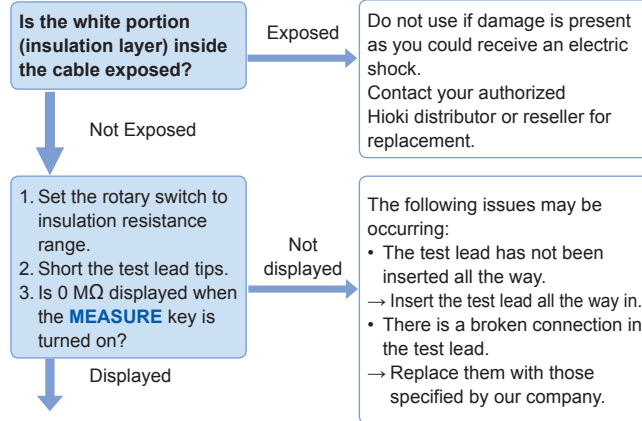 Is the white portion
(insulation layer) inside
the cable exposed?
Exposed
Do not use if damage is present
as you could receive an electric
shock.
Contact your authorized
Hioki distributor or reseller for
replacement.
Not Exposed
1. Set the rotary switch to
insulation resistance
range.
2. Short the test lead tips.
3. Is 0 MΩ displayed when
the MEASURE key is
turned on?
Not
displayed
The following issues may be
occurring:
• The test lead has not been
inserted all the way.
→ Insert the test lead all the way in.
• There is a broken connection in
the test lead.
→ Replace them with those
specified by our company.
Displayed